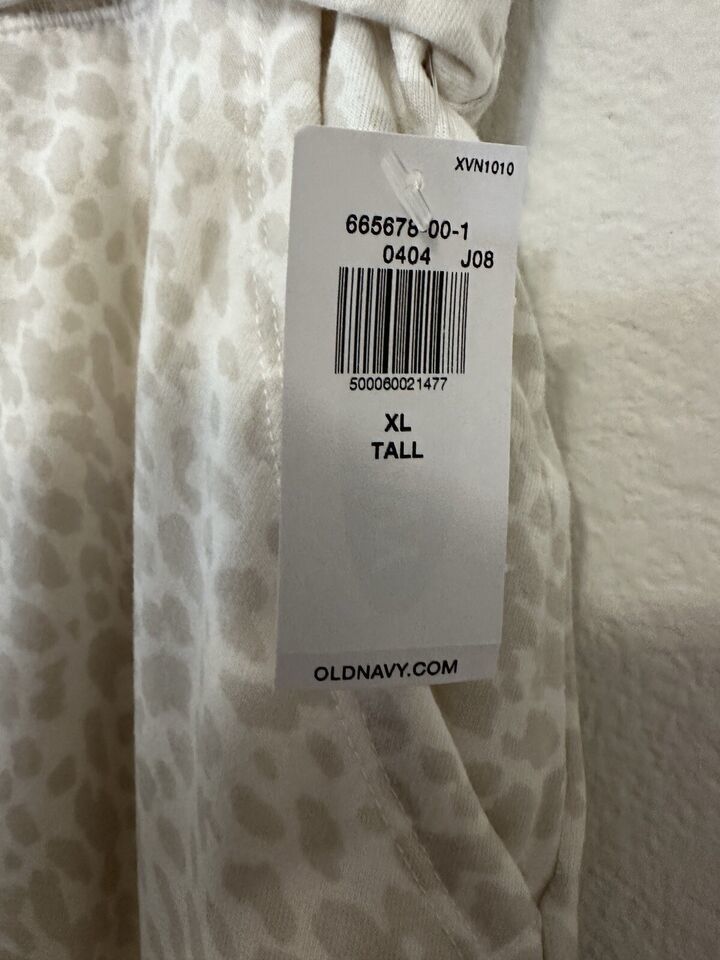 XVN1010
665678-00-1
0404 J08
500060021477
XL
TALL
OLDNAVY.COM